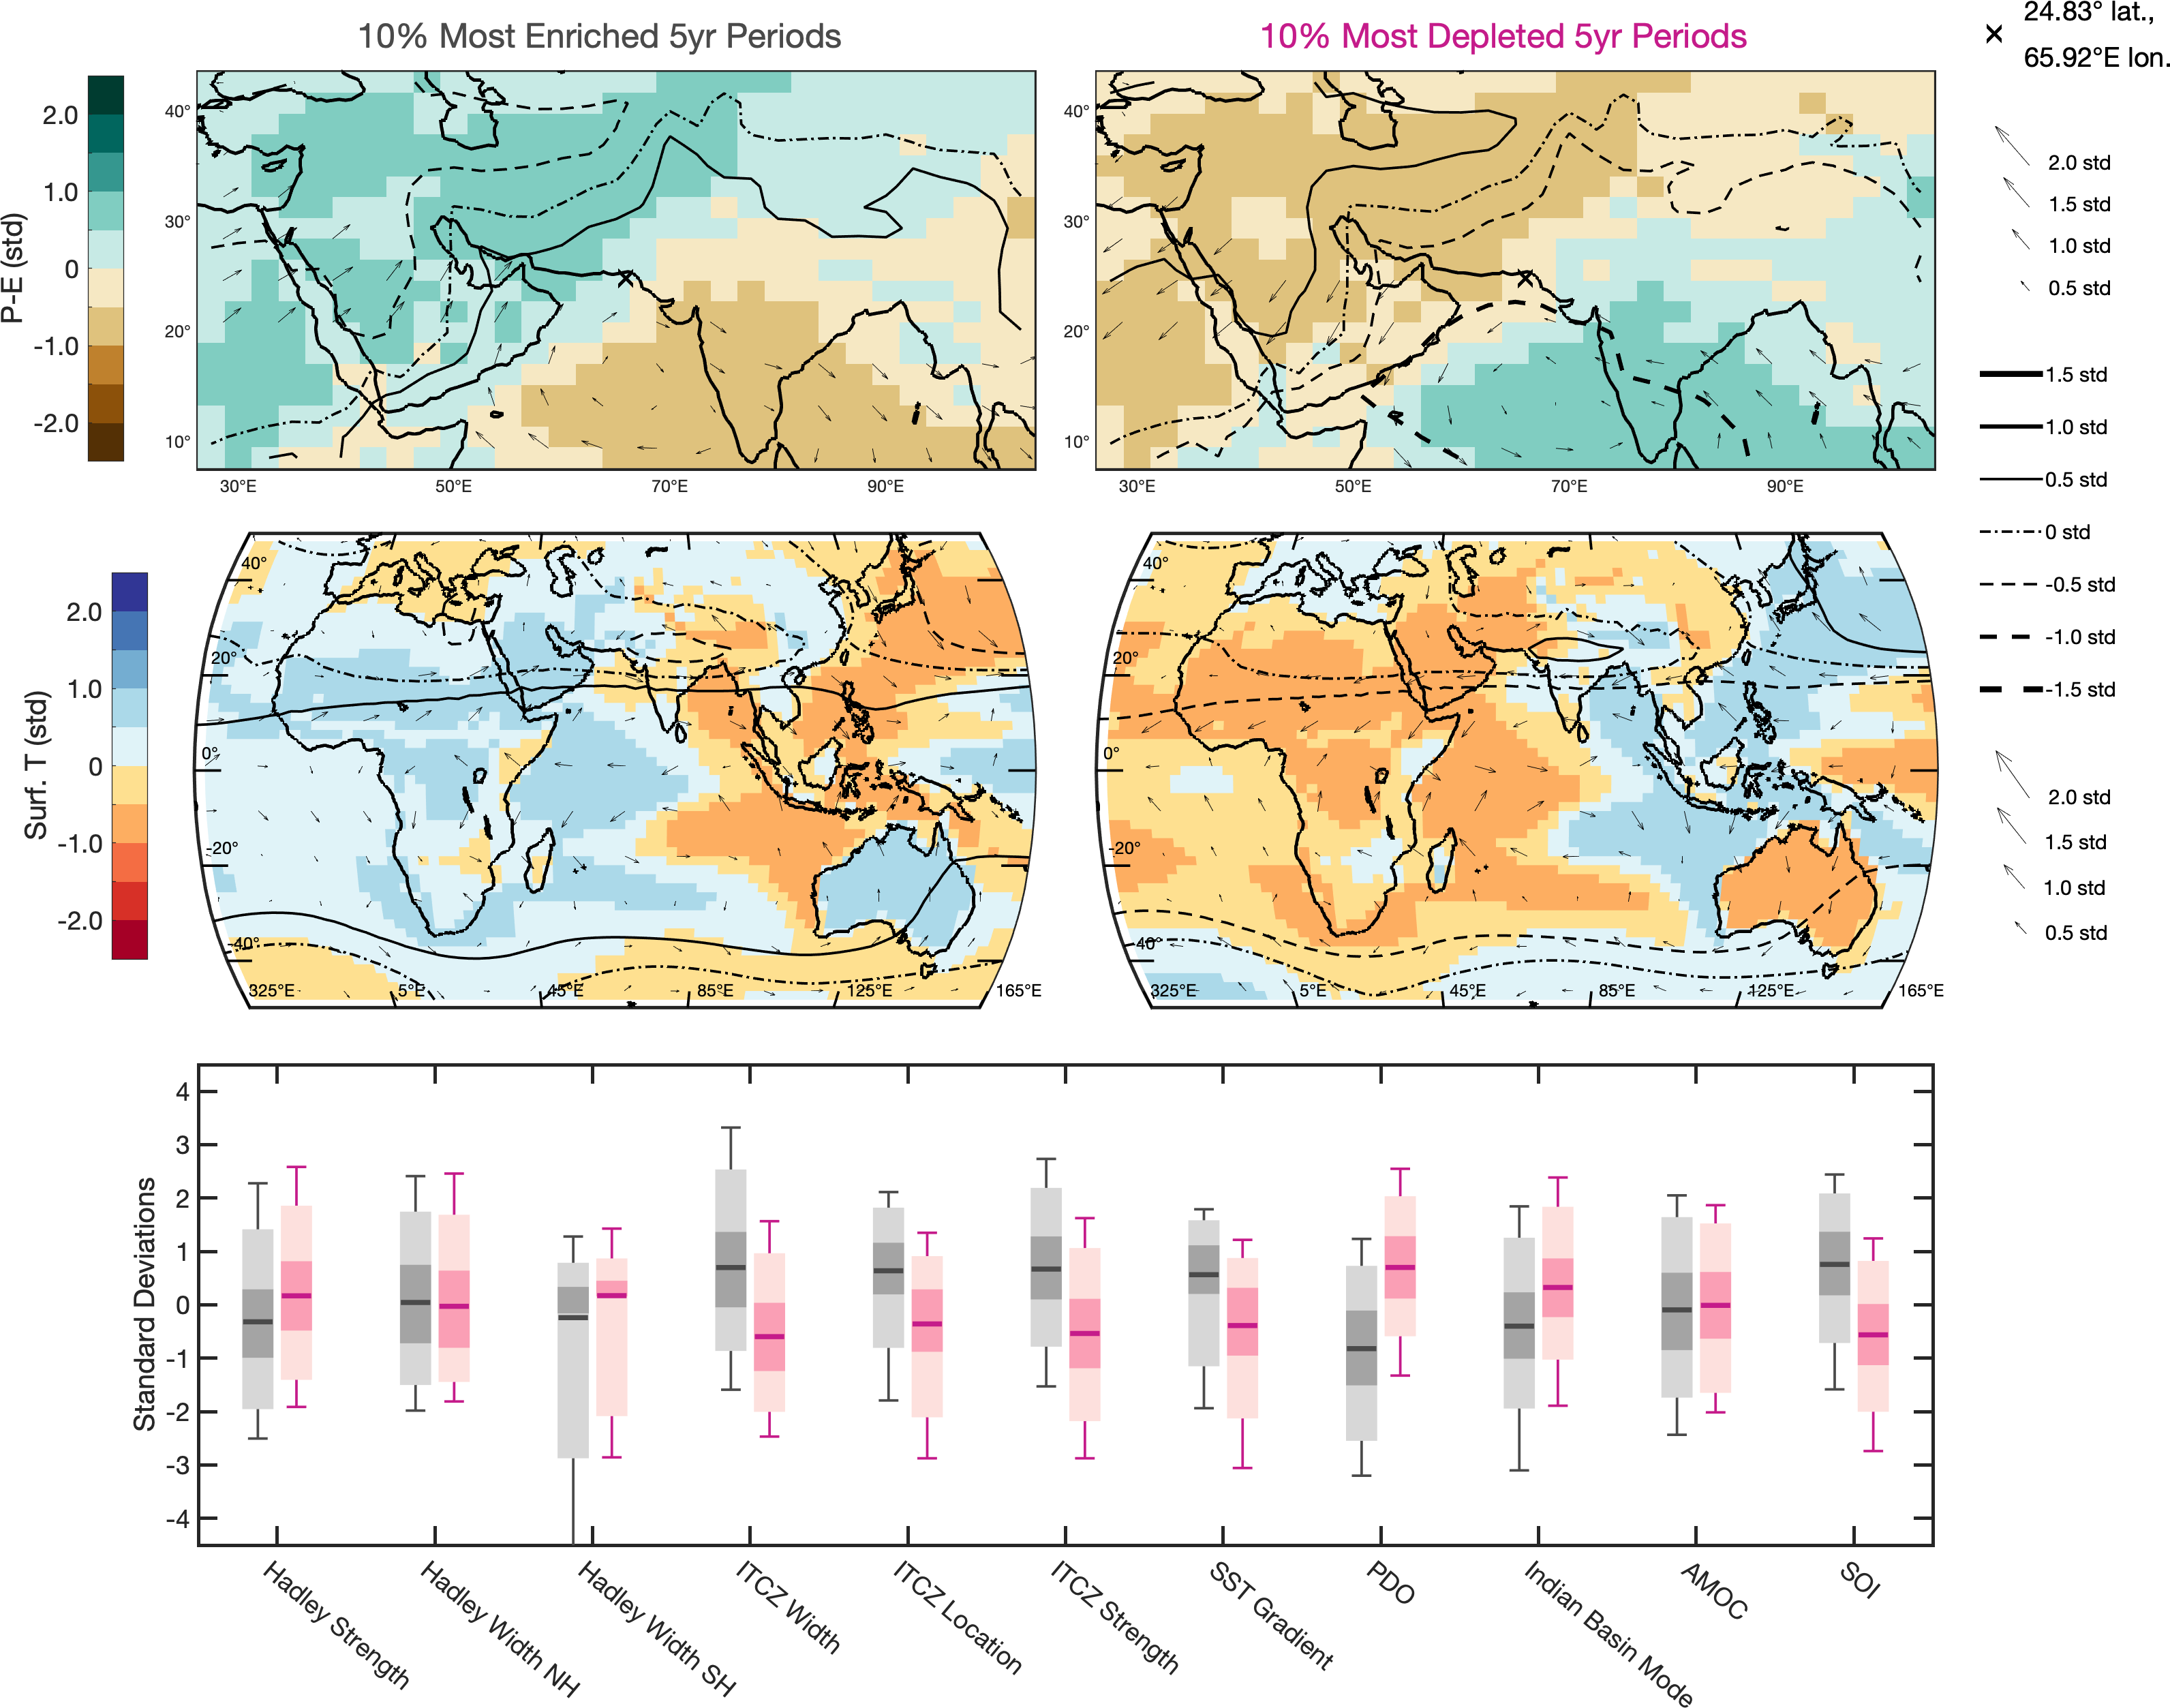 10% Most Enriched 5yr Periods
10% Most Depleted 5yr Periods
24.83° lat.,
65.92°E lon.
P-E (std)
2.0
1.0
0
-1.0
-2.0
40°
30°
20°
10°
30°E 50°E 70°E 90°E
40°
30°
20°
10°
30°E 50°E 70°E 90°E
2.0 std
1.5 std
1.0 std
0.5 std
1.5 std
1.0 std
0.5 std
0 std
-0.5 std
-1.0 std
-1.5 std
2.0 std
1.5 std
1.0 std
0.5 std
Surf. T (std)
2.0
1.0
0
-1.0
-2.0
40°
20°
0°
-20°
-40°
325°E 5°E 45°E 85°E 125°E 165°E
40°
20°
0°
-20°
-40°
325°E 5°E 45°E 85°E 125°E 165°E
Standard Deviations
4
3
2
1
0
-1
-2
-3
-4
Hadley Strength
Hadley Width NH
Hadley Width SH
ITCZ Width
ITCZ Location
ITCZ Strength
SST Gradient
PDO
Indian Basin Mode
AMOC
SOI